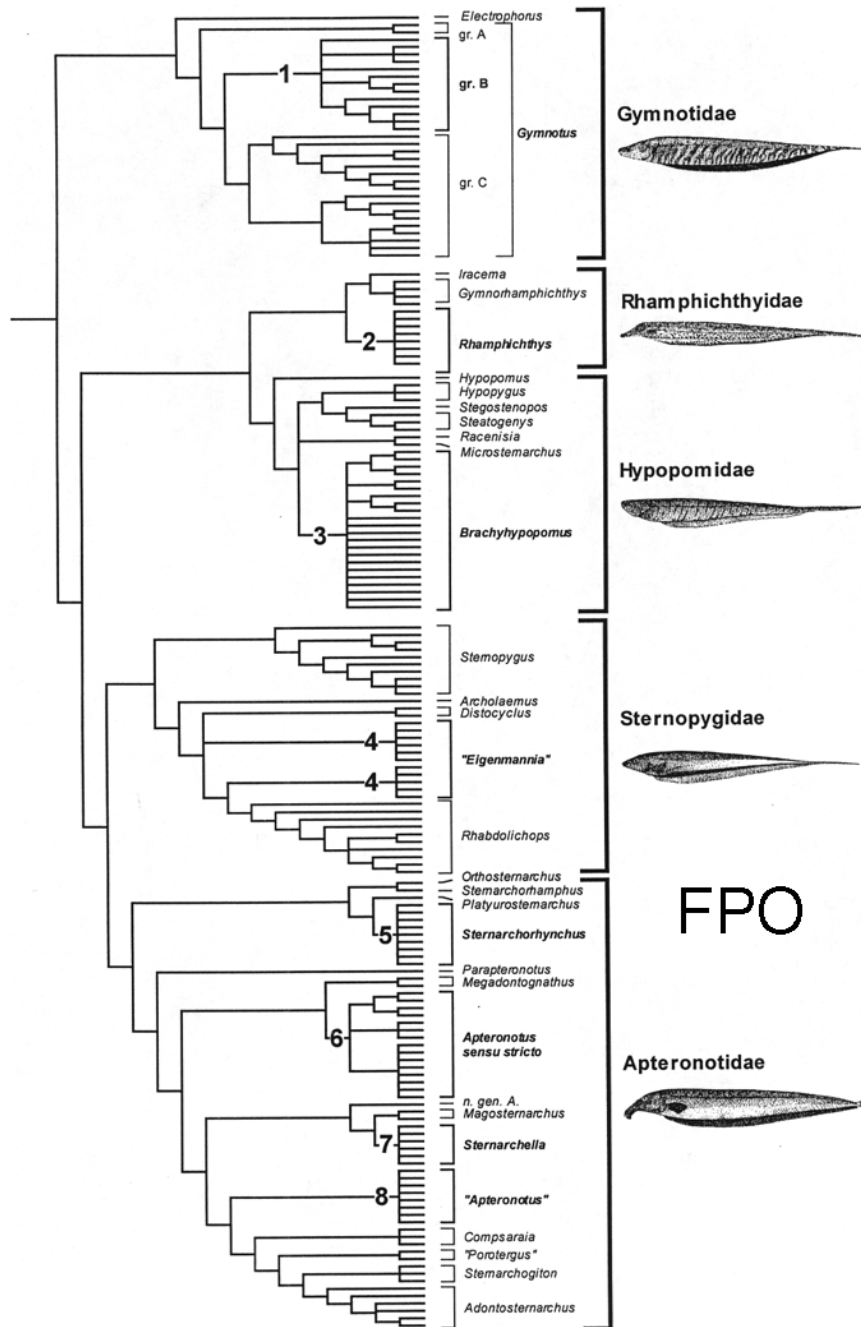 Electrophorus
gr. A
1
gr. B
Gymnotus
gr. C
Gymnotidae
Iracema
Gymnorhamphichthys
Rhamphichthyidae
2
Rhamphichthys
Hypopomus
Hypopygus
Stegostenopos
Steatogenys
Racenisia
Microsternarchus
Hypopomidae
3
Brachyhypopomus
Sternopygus
Archolaemus
Distocyclus
Sternopygidae
4
"Eigenmannia"
4
Rhabdolichops
Orthosternarchus
Sternarchorhamphus
Platyurosternarchus
FPO
5
Sternarchorhynchus
Parapteronotus
Megadontognathus
6
Apteronotus
sensu stricto
Apteronotidae
n. gen. A.
Magosternarchus
7
Sternarchella
8
"Apteronotus"
Compsaraia
"Porotergus"
Sternarchogiton
Adontosternarchus